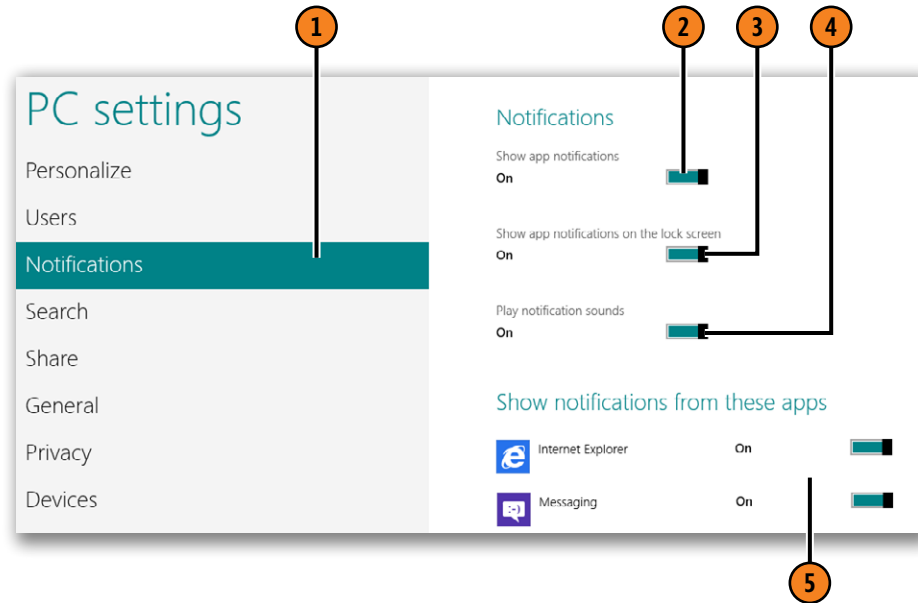 1
2
3
4
PC settings
Personalize
Users
Notifications
Search
Share
General
Privacy
Devices
Notifications
Show app notifications
On
Show app notifications on the lock screen
On
Play notification sounds
On
Show notifications from these apps
Internet Explorer On
Messaging On
5